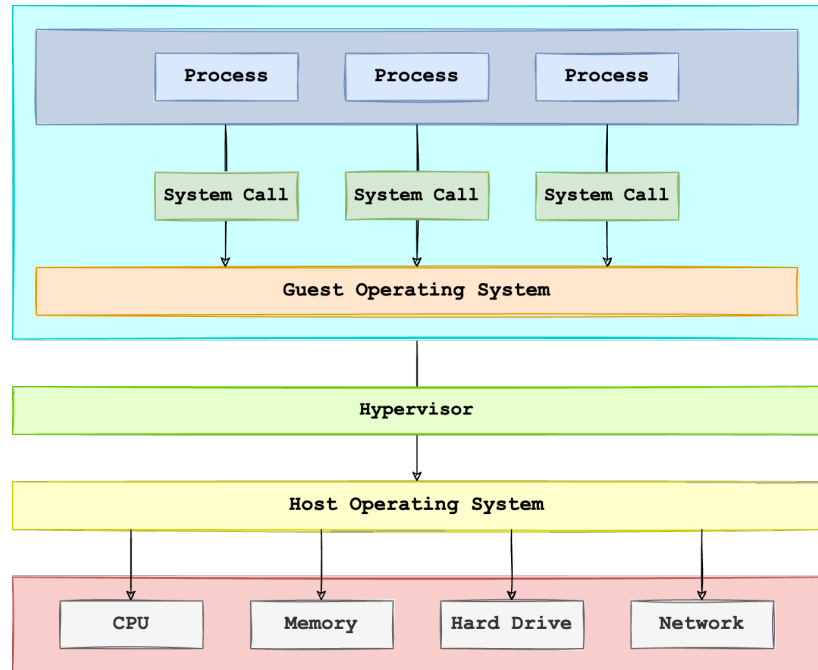 Process
Process
Process
System Call
System Call
System Call
Guest Operating System
Hypervisor
Host Operating System
CPU
Memory
Hard Drive
Network